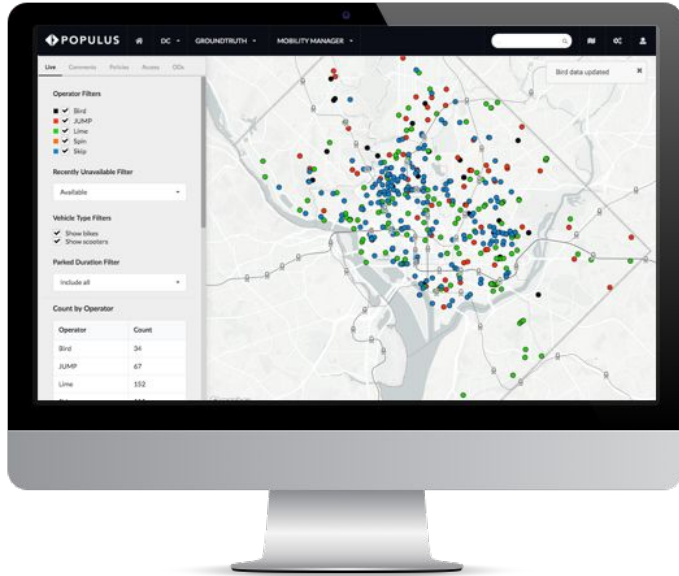 POPULUS
DC
GROUNDTRUTH
MOBILITY MANAGER
Live Comments Policies Access ODs
Bird data updated
Operator Filters
Bird
JUMP
Lime
Spin
Skip
Recently Unavailable Filter
Available
Vehicle Type Filters
Show bikes
Show scooters
Parked Duration Filter
Include all
Count by Operator
Operator Count
Bird 34
JUMP 67
Lime 152